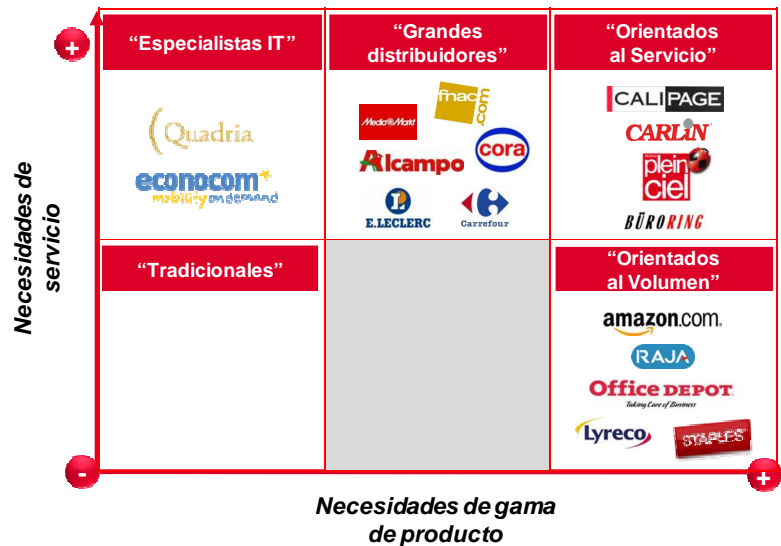 +
“Especialistas IT”
“Grandes
distribuidores”
“Orientados
al Servicio”
Quadria
econocom
mobility on demand
fnac
.com
Media Markt
Alcampo
cora
E.LECLERC
Carrefour
CALIPAGE
CARLIN
plein
ciel
BÜRORING
Necesidades de
servicio
“Tradicionales”
“Orientados
al Volumen”
amazon.com.
RAJA
Office DEPOT.
Taking Care of Business
Lyreco
STAPLES
-
+
Necesidades de gama
de producto